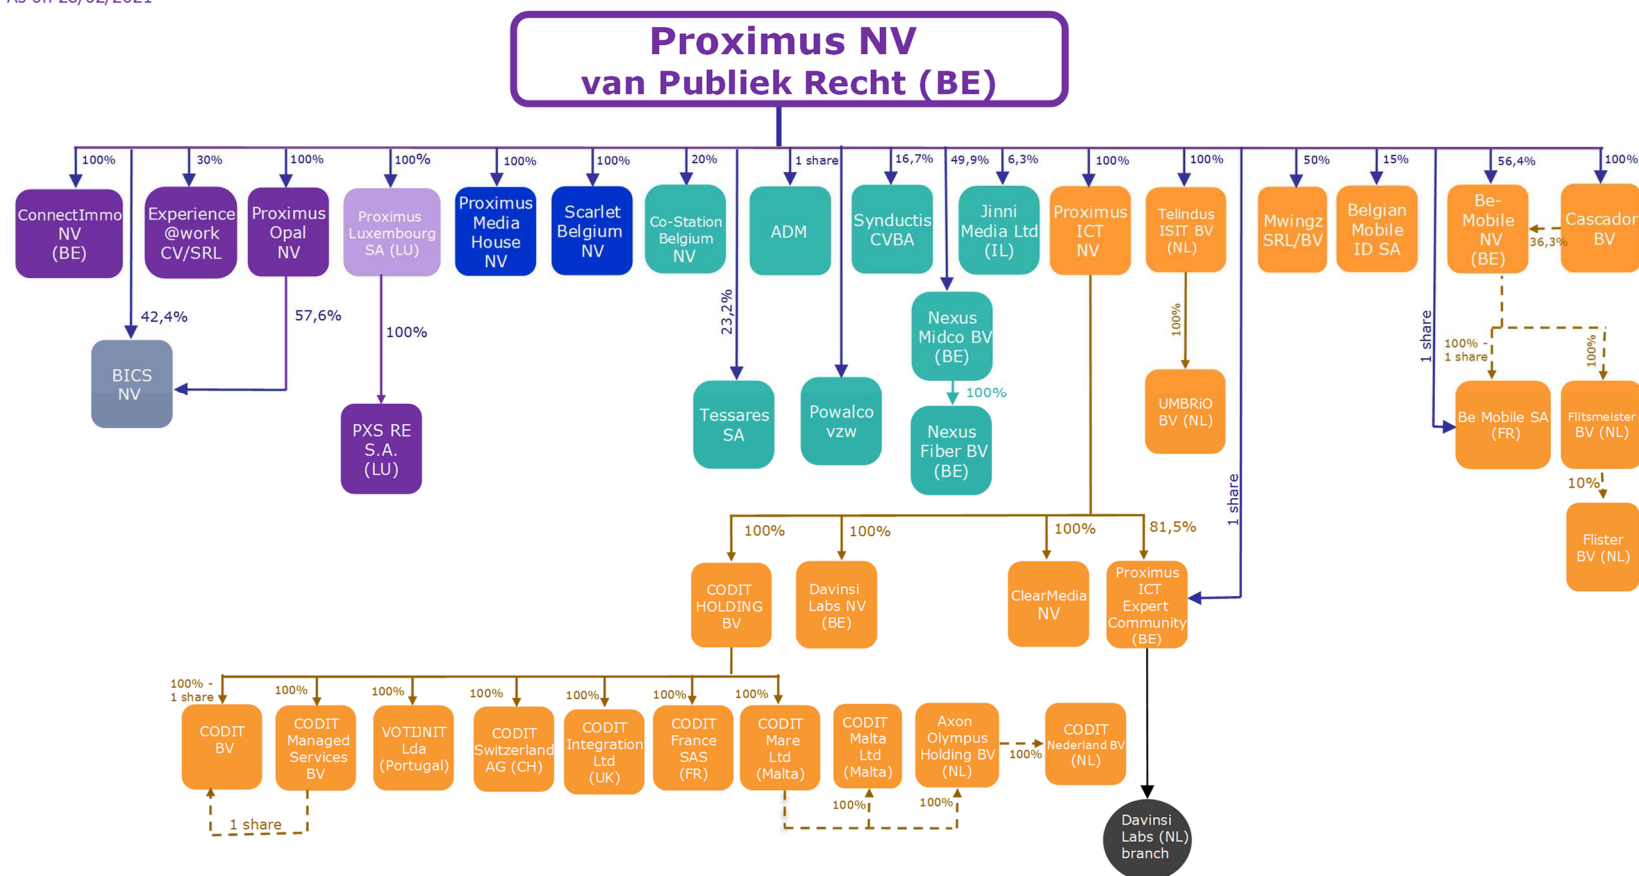 As on 28/02/2021
Proximus NV
van Publiek Recht (BE)
100%
30%
100%
100%
100%
100%
20%
1 share
16,7%
49,9%
6,3%
100%
100%
50%
15%
56,4%
100%
ConnectImmo
NV
(BE)
Experience
@work
CV/SRL
Proximus
Opal
NV
Proximus
Luxembourg
SA (LU)
Proximus
Media
House
NV
Scarlet
Belgium
NV
Co-Station
Belgium
NV
ADM
Synductis
CVBA
Jinni
Media Ltd
(IL)
Proximus
ICT
NV
Telindus
ISIT BV
(NL)
Mwingz
SRL/BV
Belgian
Mobile
ID SA
Be-
Mobile
NV
(BE)
36,3%
Cascador
BV
42,4%
57,6%
100%
23,2%
Nexus
Midco BV
(BE)
100%
1 share
100% -
1 share
100%
BICS
NV
PXS RE
S.A.
(LU)
Tessares
SA
Powalco
vzw
100%
Nexus
Fiber BV
(BE)
UMBRiO
BV (NL)
Be Mobile SA
(FR)
Flitsmeister
BV (NL)
10%
Flister
BV (NL)
1 share
100%
100%
100%
81,5%
CODIT
HOLDING
BV
Davinsi
Labs NV
(BE)
ClearMedia
NV
Proximus
ICT
Expert
Community
(BE)
100% -
1 share
100%
100%
100%
100%
100%
100%
CODIT
BV
CODIT
Managed
Services
BV
VOTIJNIT
Lda
(Portugal)
CODIT
Switzerland
AG (CH)
CODIT
Integration
Ltd
(UK)
CODIT
France
SAS
(FR)
CODIT
Mare
Ltd
(Malta)
CODIT
Malta
Ltd
(Malta)
Axon
Olympus
Holding BV
(NL)
100%
CODIT
Nederland BV
(NL)
1 share
100%
100%
Davinsi
Labs (NL)
branch